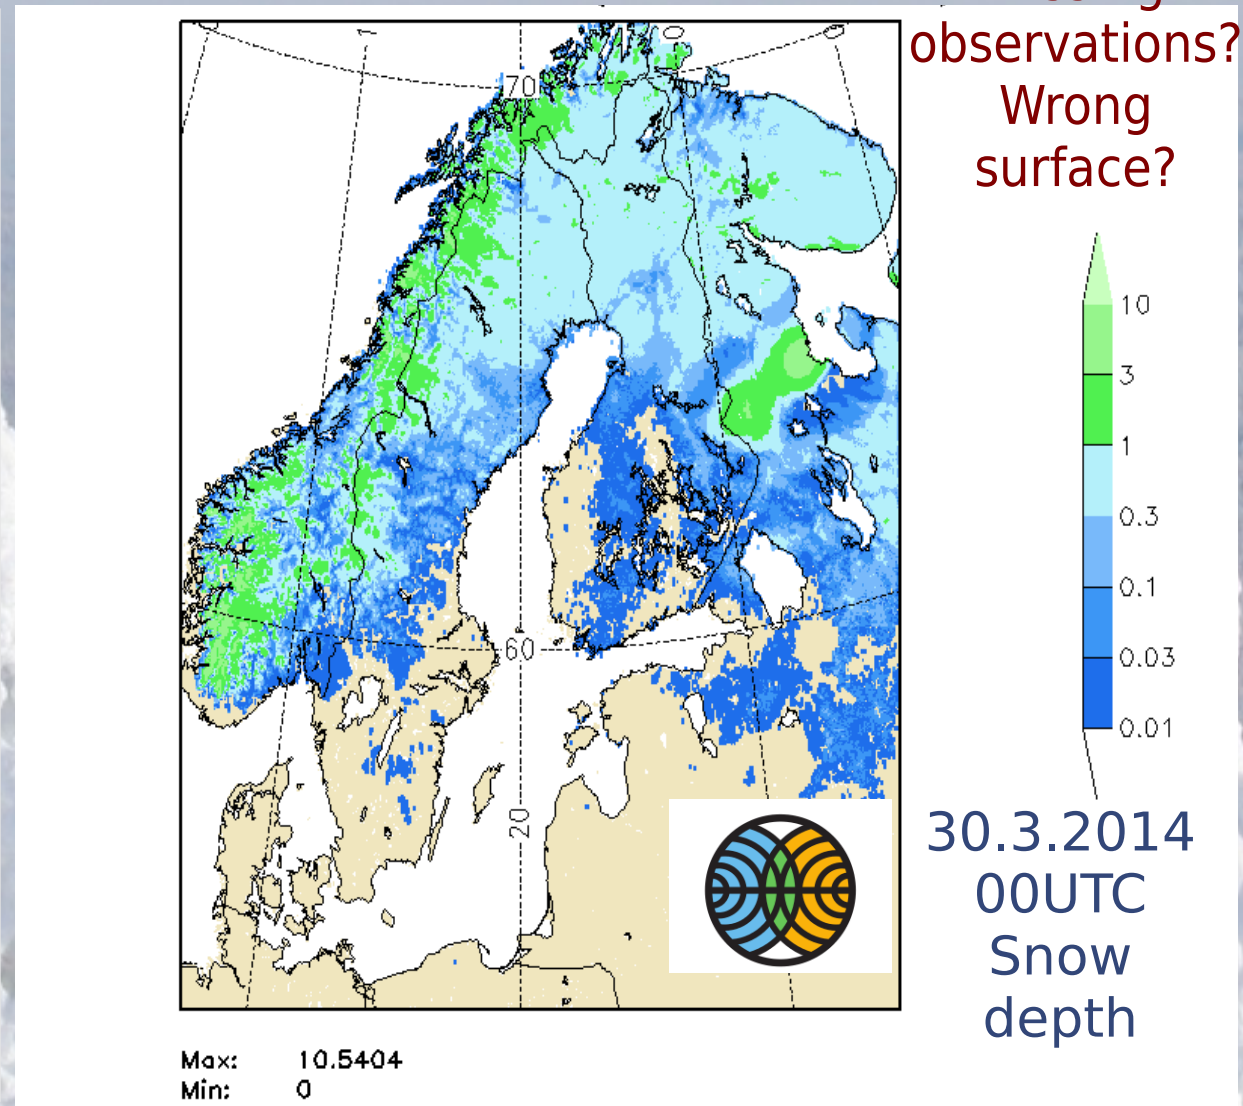 observations?
Wrong
surface?
70
60
20
10
3
1
0.3
0.1
0.03
0.01
30.3.2014
00UTC
Snow
depth
Max: 10.5404
Min: 0